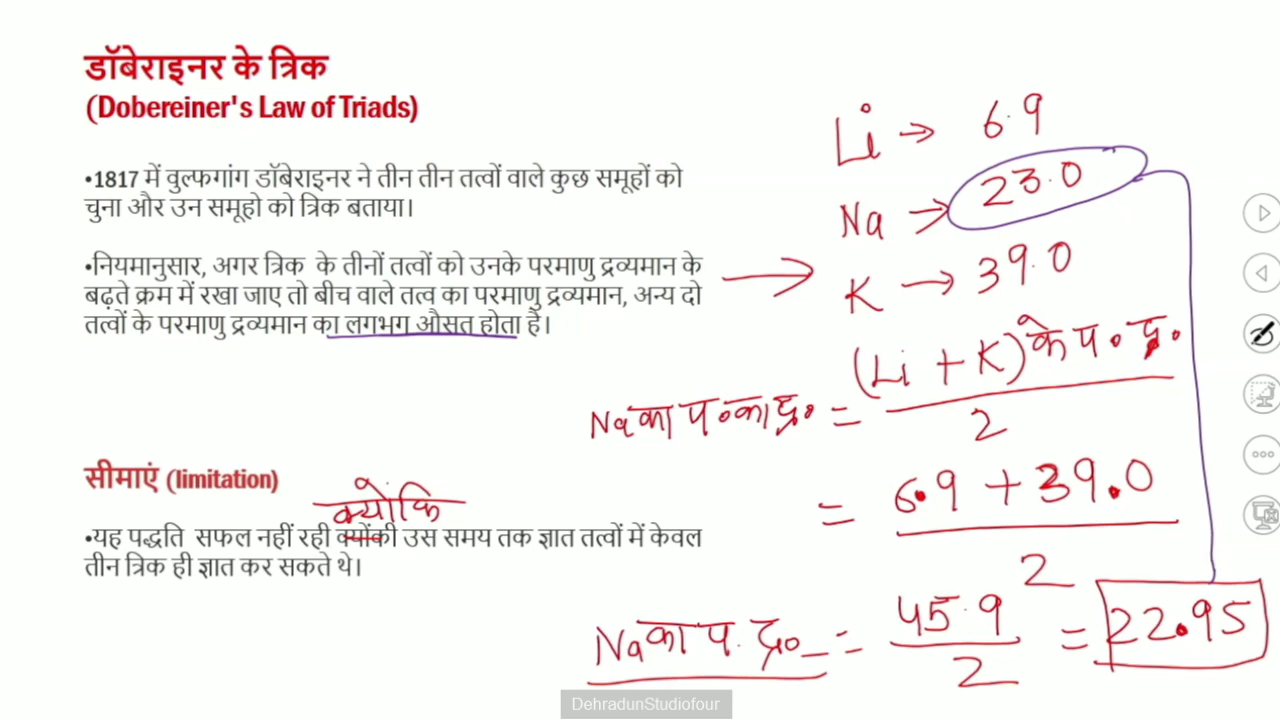 डॉबेराइनर के त्रिक
(Dobereiner's Law of Triads)
•1817 में वुल्फगांग डॉबेराइनर ने तीन तीन तत्वों वाले कुछ समूहों को
चुना और उन समूहो को त्रिक बताया।
•नियमानुसार, अगर त्रिक के तीनों तत्वों को उनके परमाणु द्रव्यमान के
बढ़ते क्रम में रखा जाए तो बीच वाले तत्व का परमाणु द्रव्यमान, अन्य दो
तत्वों के परमाणु द्रव्यमान का लगभग औसत होता है।
सीमाएं (limitation)
क्योकि
•यह पद्धति सफल नहीं रही क्योंकी उस समय तक ज्ञात तत्वों में केवल
तीन त्रिक ही ज्ञात कर सकते थे।
Li → 6.9
Na → 23.0
K → 39.0
Na का प०का द्र० = (Li + K) के प० द्र०
2
= 6.9 + 39.0
2
Na का प. द्र० = 45.9 = 22.95
2
DehradunStudiofour